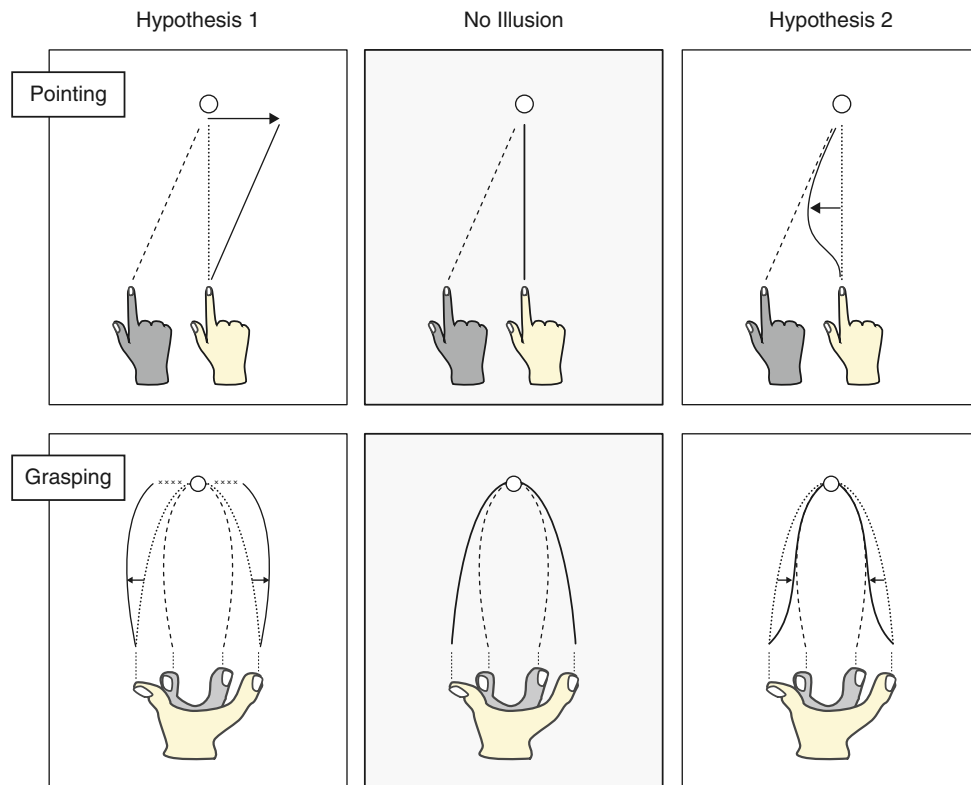 Hypothesis 1
No Illusion
Hypothesis 2
Pointing
Grasping